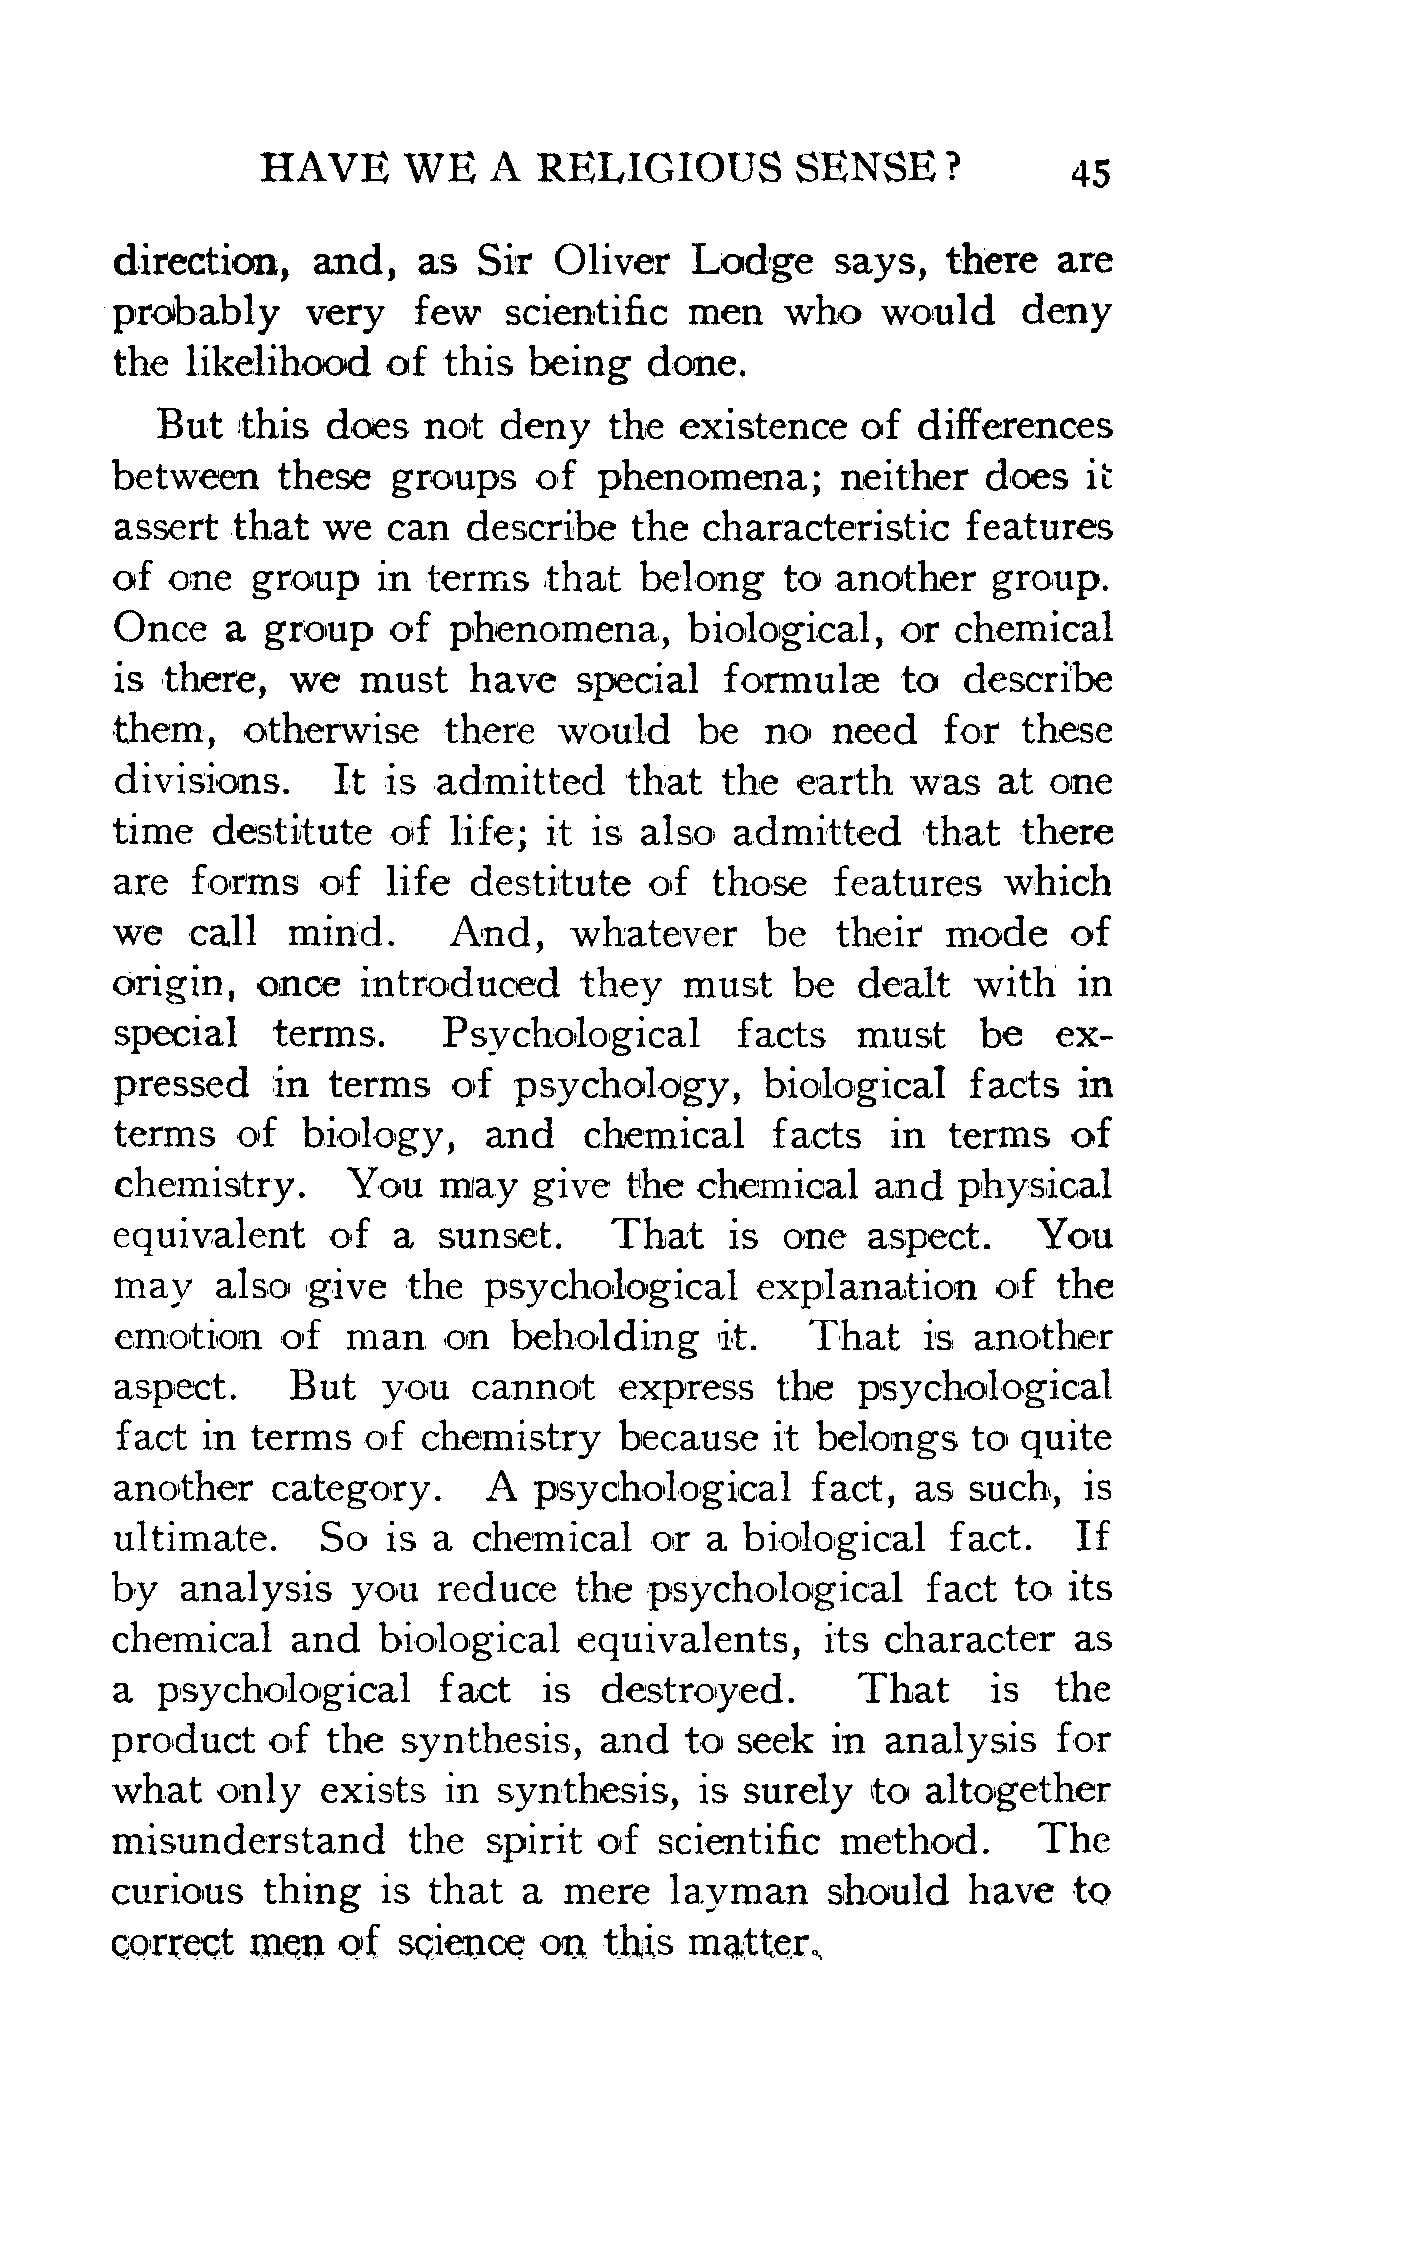 HAVE WE A RELIGIOUS SENSE? 45
direction, and, as Sir Oliver Lodge says, there are
probably very few scientific men who would deny
the likelihood of this being done.
But this does not deny the existence of differences
between these groups of phenomena; neither does it
assert that we can describe the characteristic features
of one group in terms that belong to another group.
Once a group of phenomena, biological, or chemical
is there, we must have special formulæ to describe
them, otherwise there would be no need for these
divisions. It is admitted that the earth was at one
time destitute of life; it is also admitted that there
are forms of life destitute of those features which
we call mind. And, whatever be their mode of
origin, once introduced they must be dealt with in
special terms. Psychological facts must be ex-
pressed in terms of psychology, biological facts in
terms of biology, and chemical facts in terms of
chemistry. You may give the chemical and physical
equivalent of a sunset. That is one aspect. You
may also give the psychological explanation of the
emotion of man on beholding it. That is another
aspect. But you cannot express the psychological
fact in terms of chemistry because it belongs to quite
another category. A psychological fact, as such, is
ultimate. So is a chemical or a biological fact. If
by analysis you reduce the psychological fact to its
chemical and biological equivalents, its character as
a psychological fact is destroyed. That is the
product of the synthesis, and to seek in analysis for
what only exists in synthesis, is surely to altogether
misunderstand the spirit of scientific method. The
curious thing is that a mere layman should have to
correct men of science on this matter.